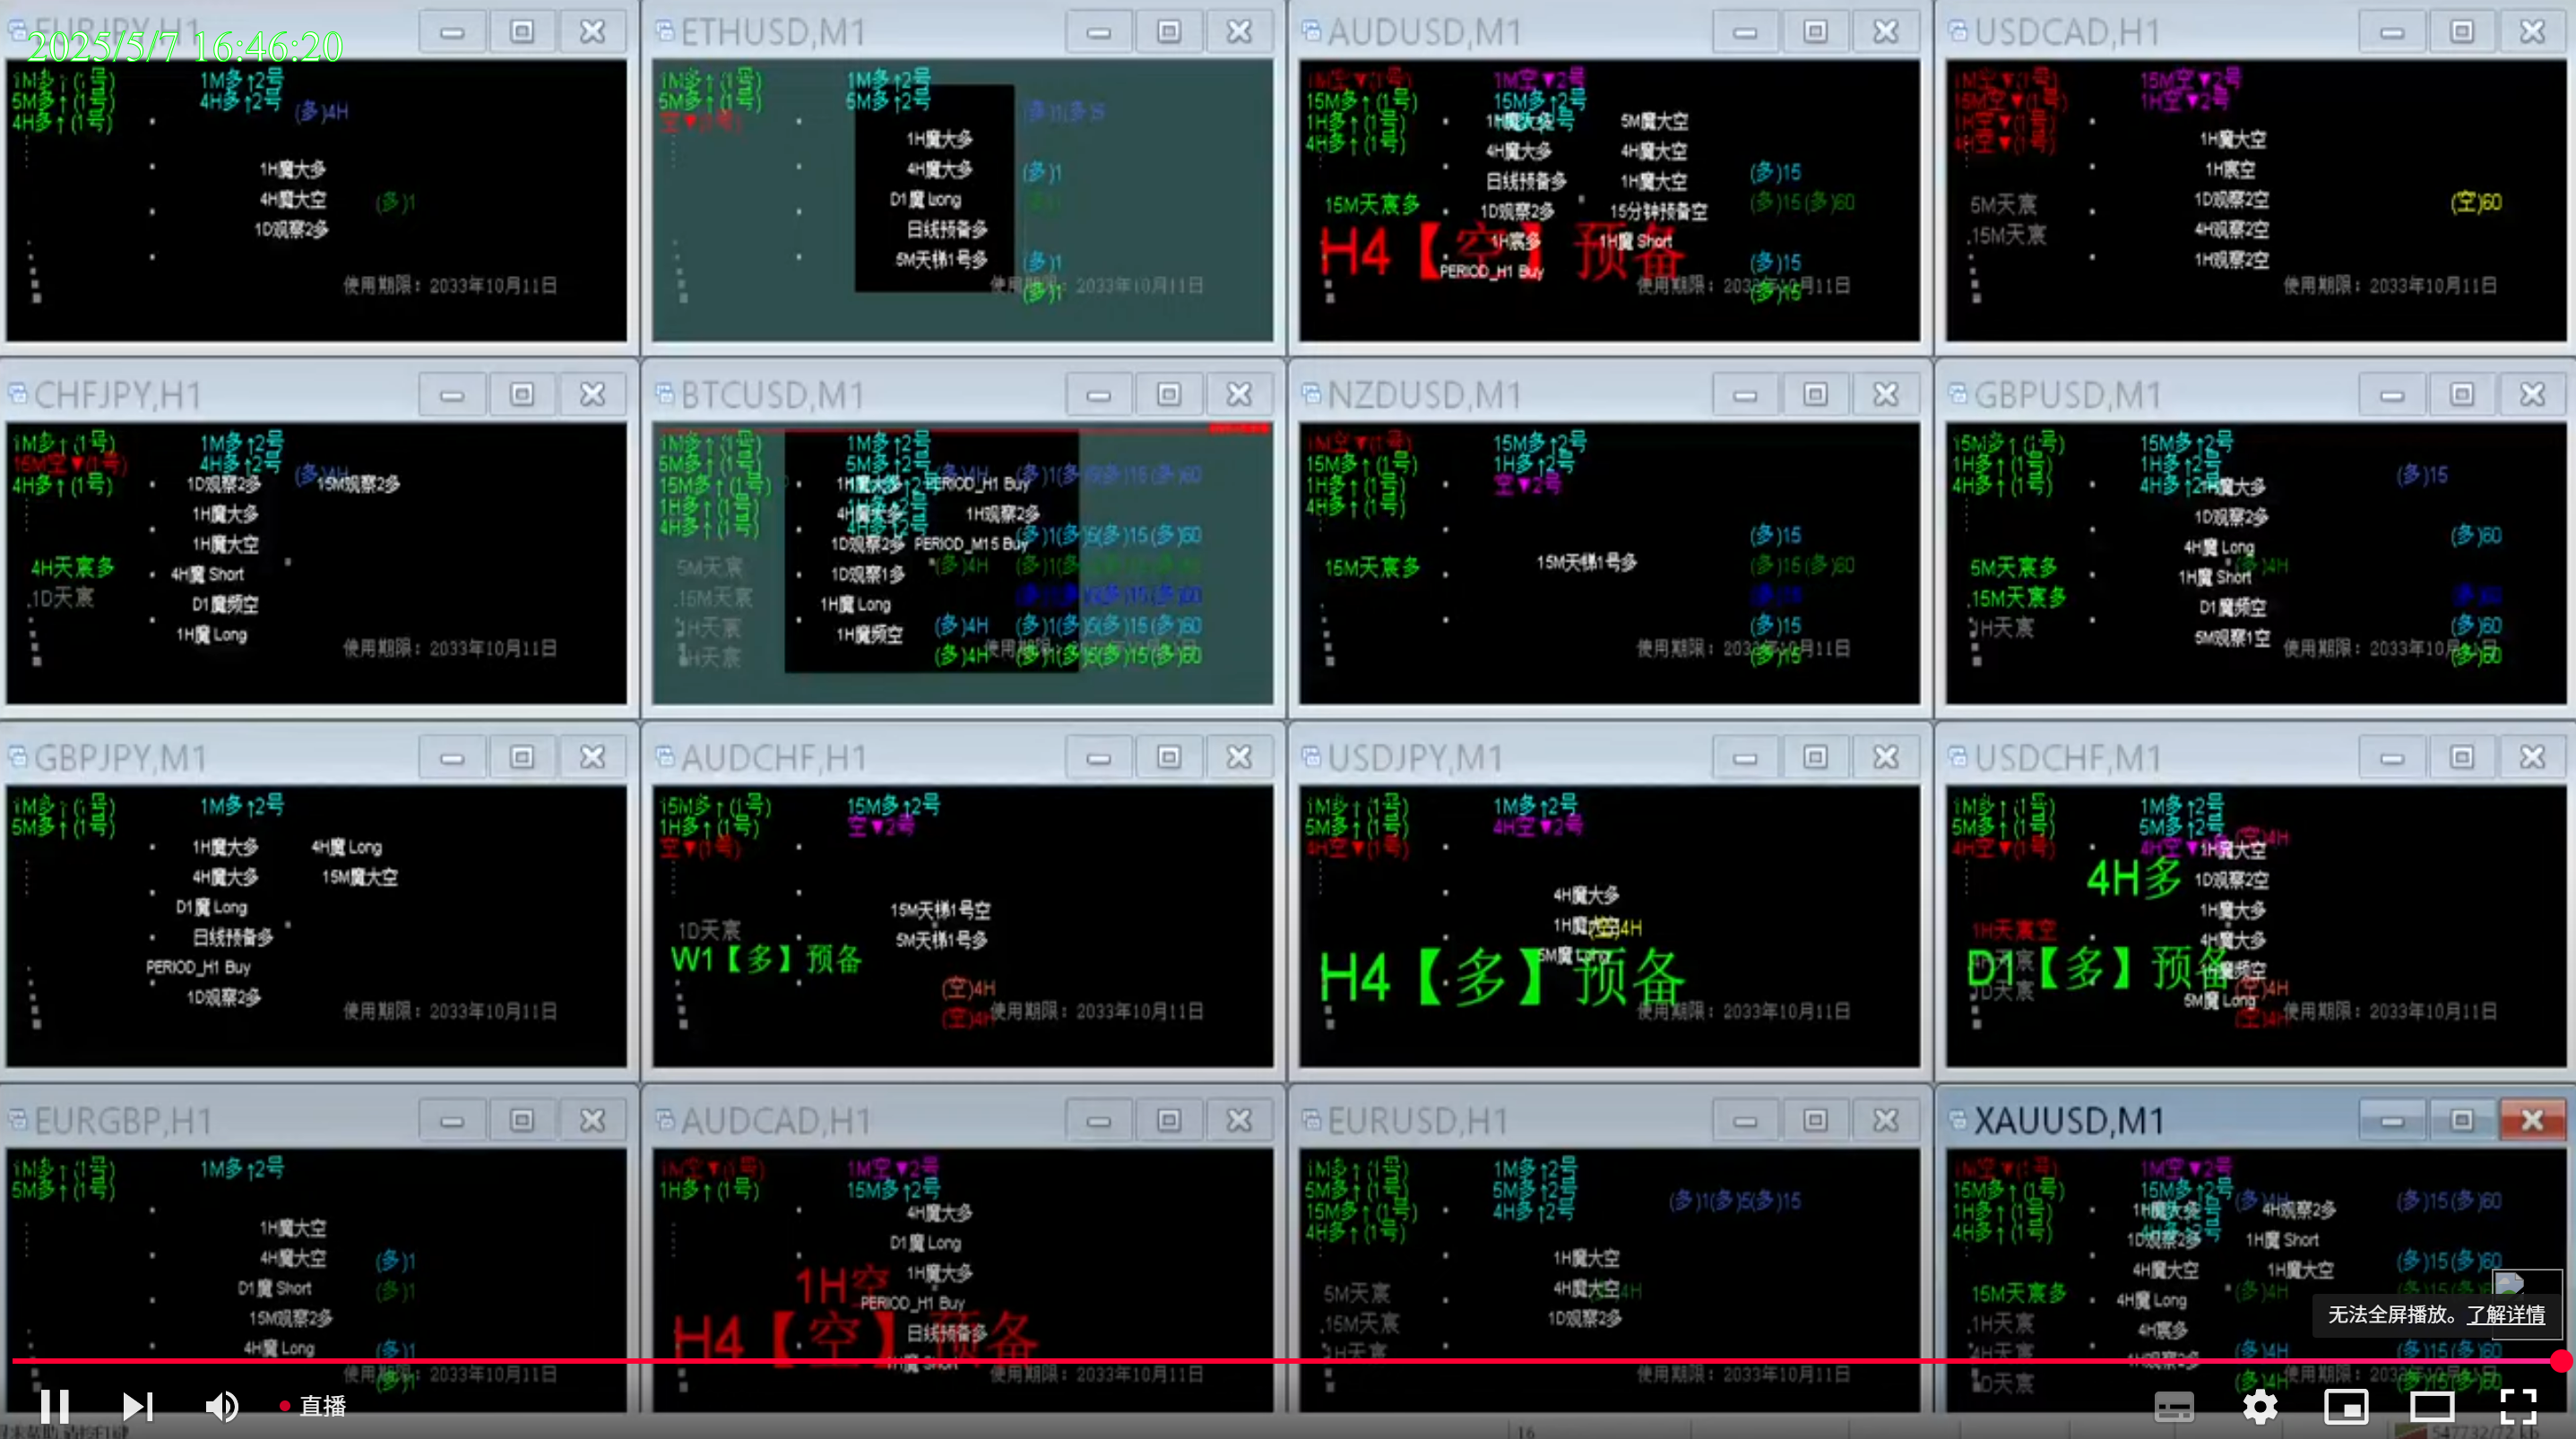 EURJPY,H1
2025/5/7 16:46:20
1M多↑(1号)
5M多↑(1号)
4H多↑(1号)
1M多↑2号
4H多↑2号
(多)4H
1H魔大多
4H魔大空
(多)1
1D观察2多
使用期限：2033年10月11日
ETHUSD,M1
1M多↑(1号)
5M多↑(1号)
空▼(1号)
1M多↑2号
5M多↑2号
1H魔大多
4H魔大多
(多)1
D1魔 Long
日线预备多
5M天梯1号多
(多)1
(多)1
使用期限：2033年10月11日
AUDUSD,M1
1M空▼(1号)
15M多↑(1号)
1H多↑(1号)
4H多↑(1号)
1M空▼2号
15M多↑2号
1H魔大多
5M魔大空
4H魔大多
4H魔大空
日线预备多
1H魔大空
(多)15
15M天宸多
1D观察2多
15分钟预备空
(多)15(多)60
H4【空】预备
1H宸多
1H魔 Short
PERIOD_H1 Buy
(多)15
(多)15
使用期限：2033年10月11日
USDCAD,H1
1M空▼(1号)
15M空▼(1号)
1H空▼(1号)
4H空▼(1号)
15M空▼2号
1H空▼2号
1H魔大空
1H宸空
5M天宸
1D观察2空
(空)60
15M天宸
4H观察2空
1H观察2空
使用期限：2033年10月11日
CHFJPY,H1
1M多↑(1号)
15M空▼(1号)
4H多↑(1号)
1M多↑2号
4H多↑2号
(多)4H
1D观察2多
15M观察2多
1H魔大多
1H魔大空
4H天宸多
4H魔 Short
1D天宸
D1魔频空
1H魔 Long
使用期限：2033年10月11日
BTCUSD,M1
1M多↑(1号)
5M多↑(1号)
15M多↑(1号)
1H多↑(1号)
4H多↑(1号)
1M多↑2号
5M多↑2号
(多)4H
(多)1(多)5(多)15(多)60
1H魔大多
PERIOD_H1 Buy
4H魔大多
1H观察2多
(多)1(多)5(多)15(多)60
1D观察2多
PERIOD_M15 Buy
5M天宸
1D观察1多
(多)4H
15M天宸
1H魔 Long
1H天宸
1H魔频空
(多)4H
(多)1(多)5(多)15(多)60
4H天宸
(多)4H
(多)1(多)5(多)15(多)60
NZDUSD,M1
1M空▼(1号)
15M多↑(1号)
1H多↑(1号)
4H多↑(1号)
15M多↑2号
1H多↑2号
空▼2号
(多)15
15M天宸多
15M天梯1号多
(多)15(多)60
(多)15
(多)15
(多)15
使用期限：2033年10月11日
GBPUSD,M1
15M多↑(1号)
1H多↑(1号)
4H多↑(1号)
15M多↑2号
1H多↑2号
4H多↑2号
(多)15
1H魔大多
1D观察2多
(多)60
4H魔 Long
5M天宸多
1H魔 Short
(多)4H
15M天宸多
D1魔频空
1H天宸
5M观察1空
(多)60
(多)60
使用期限：2033年10月11日
GBPJPY,M1
1M多↑(1号)
5M多↑(1号)
1M多↑2号
1H魔大多
4H魔 Long
4H魔大多
15M魔大空
D1魔 Long
日线预备多
PERIOD_H1 Buy
1D观察2多
使用期限：2033年10月11日
AUDCHF,H1
15M多↑(1号)
1H多↑(1号)
空▼(1号)
15M多↑2号
空▼2号
15M天梯1号空
1D天宸
5M天梯1号多
W1【多】预备
(空)4H
(空)4H
使用期限：2033年10月11日
USDJPY,M1
1M多↑(1号)
5M多↑(1号)
4H空▼(1号)
1M多↑2号
4H空▼2号
4H魔大多
1H魔大空
(空)4H
5M魔 Long
H4【多】预备
使用期限：2033年10月11日
USDCHF,M1
1M多↑(1号)
5M多↑(1号)
4H空▼(1号)
1M多↑2号
5M多↑2号
4H空▼2号
(空)4H
1H魔大空
4H多
1D观察2空
1H魔大多
1H天宸空
4H魔大多
D1【多】预备
4H天宸
1H魔频空
1D天宸
(空)4H
5M魔 Long
(空)4H
使用期限：2033年10月11日
EURGBP,H1
1M多↑(1号)
5M多↑(1号)
1M多↑2号
1H魔大空
4H魔大空
(多)1
D1魔 Short
(多)1
15M观察2多
4H魔 Long
(多)1
(多)1
使用期限：2033年10月11日
AUDCAD,H1
1M空▼(1号)
1H多↑(1号)
1M空▼2号
15M多↑2号
4H魔大多
D1魔 Long
1H空
1H魔大多
PERIOD_H1 Buy
H4【空】预备
日线预备多
1H魔 Short
使用期限：2033年10月11日
EURUSD,H1
1M多↑(1号)
5M多↑(1号)
15M多↑(1号)
4H多↑(1号)
1M多↑2号
5M多↑2号
4H多↑2号
(多)1(多)5(多)15
1H魔大空
5M天宸
4H魔大空
15M天宸
1D观察2多
1H天宸
使用期限：2033年10月11日
XAUUSD,M1
1M空▼(1号)
15M多↑(1号)
1H多↑(1号)
4H多↑(1号)
1M空▼2号
15M多↑2号
(多)4H
(多)15(多)60
1H魔大多
4H观察2多
1D观察2多
1H魔 Short
4H魔大空
1H魔大空
(多)15(多)60
15M天宸多
4H魔 Long
(多)4H
1H天宸
4H宸多
4H天宸
(多)4H
(多)15(多)60
1D天宸
(多)4H
(多)15(多)60
无法全屏播放。了解详情
直播
16